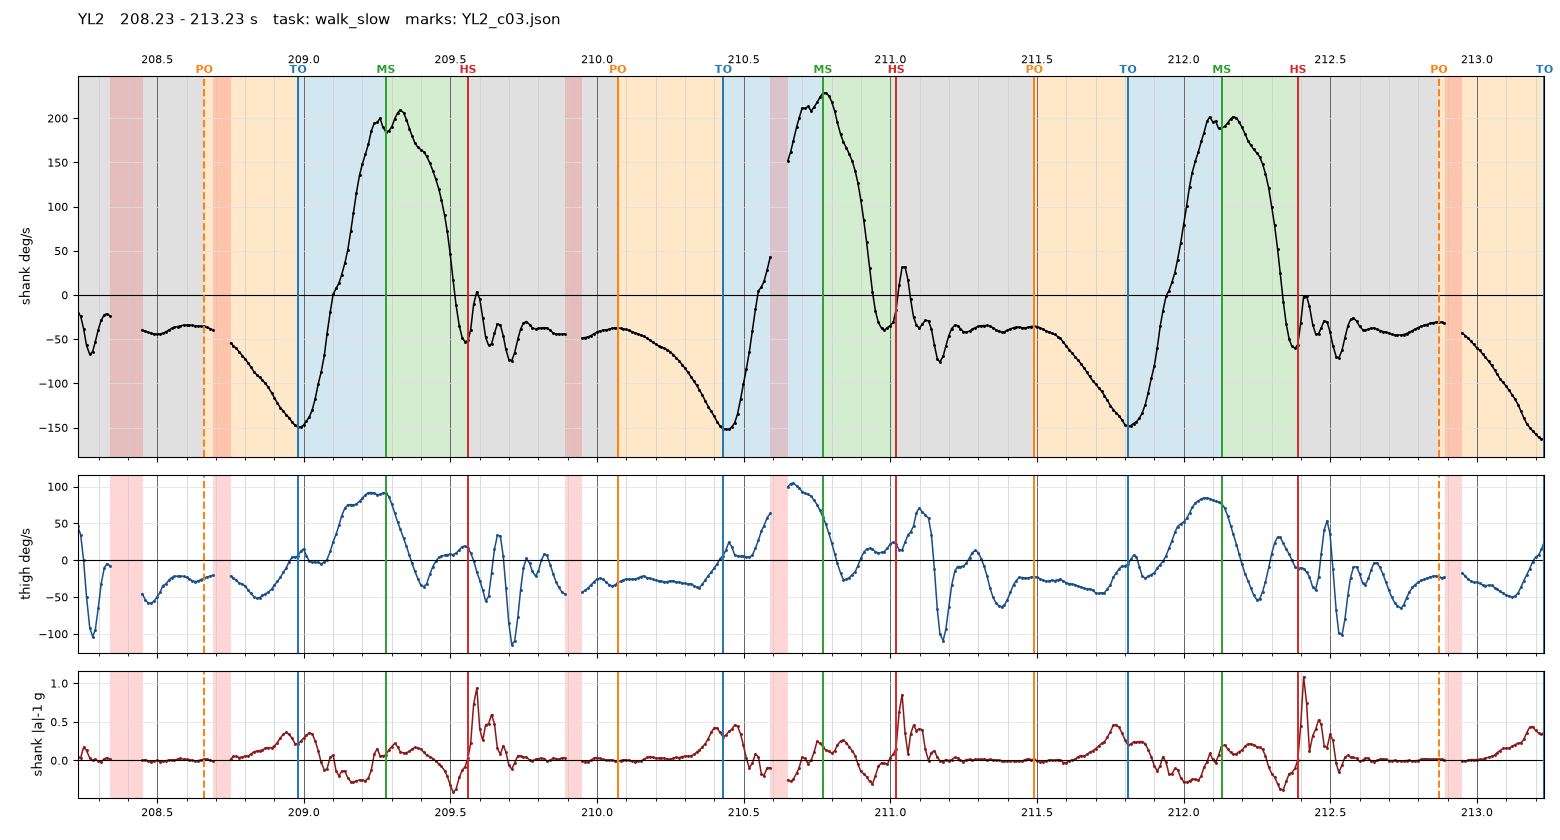 YL2   208.23 - 213.23 s   task: walk_slow   marks: YL2_c03.json
208.5 209.0 209.5 210.0 210.5 211.0 211.5 212.0 212.5 213.0
PO TO MS HS PO TO MS HS PO TO MS HS PO TO
shank deg/s
200
150
100
50
0
−50
−100
−150
thigh deg/s
100
50
0
−50
−100
shank |a|-1 g
1.0
0.5
0.0
208.5 209.0 209.5 210.0 210.5 211.0 211.5 212.0 212.5 213.0